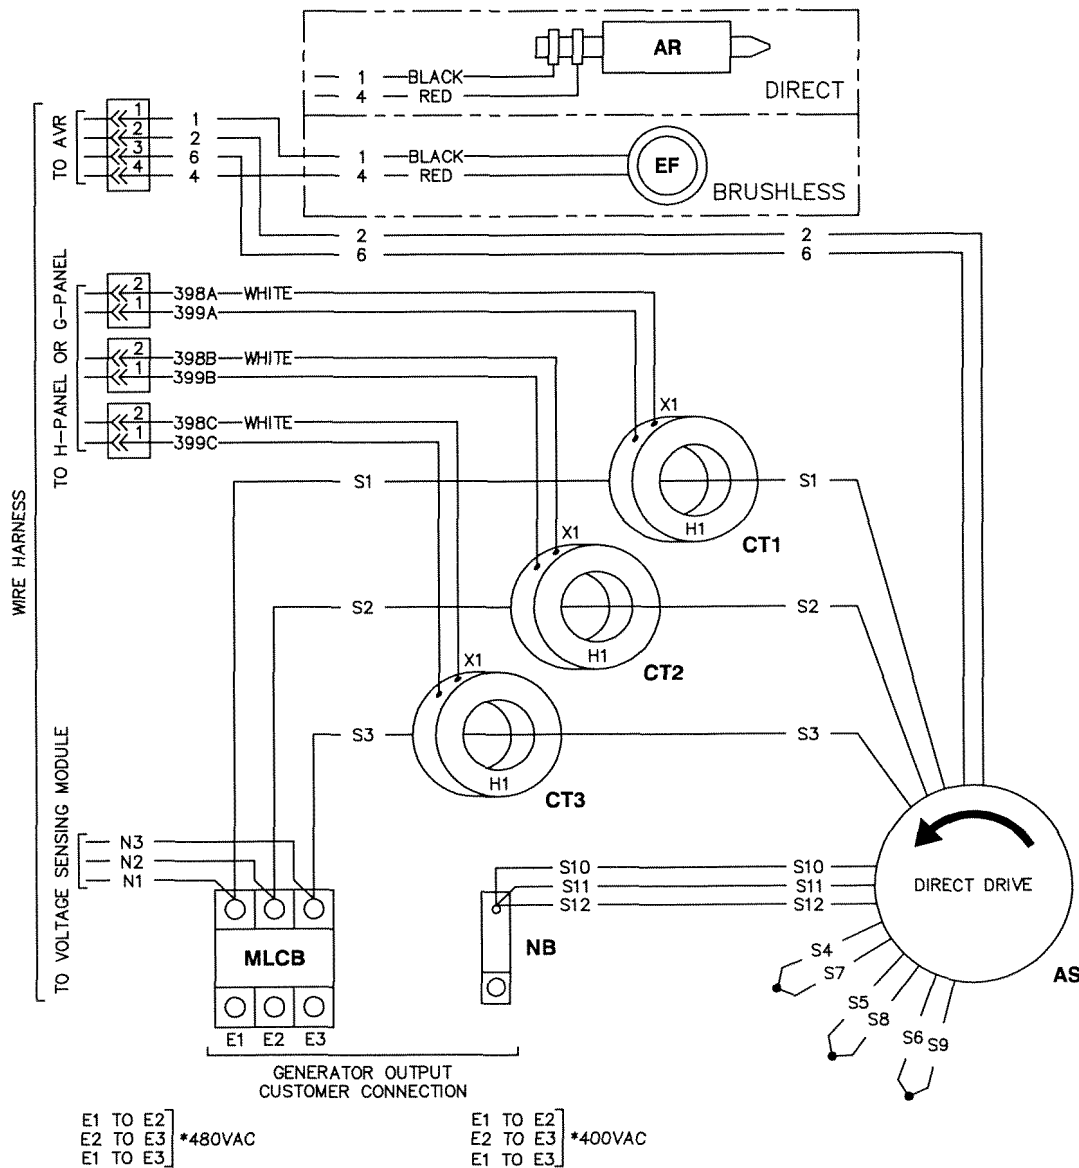 AR
1 BLACK
4 RED
DIRECT
1 1
2 2
3 6
4 4
TO AVR
1 BLACK
4 RED
EF
BRUSHLESS
2 2
6 6
TO H-PANEL OR G-PANEL
2 398A WHITE
1 399A
2 398B WHITE
1 399B
2 398C WHITE
1 399C
WIRE HARNESS
X1
S1 S1
H1
CT1
X1
S2 S2
H1
CT2
X1
S3 S3
H1
CT3
TO VOLTAGE SENSING MODULE
N3
N2
N1
S10 S10
S11 S11
S12 S12
DIRECT DRIVE
MLCB
NB
AS
S4
S7
S5
S8
S6
S9
E1 E2 E3
GENERATOR OUTPUT
CUSTOMER CONNECTION
E1 TO E2
E2 TO E3 *480VAC
E1 TO E3
E1 TO E2
E2 TO E3 *400VAC
E1 TO E3